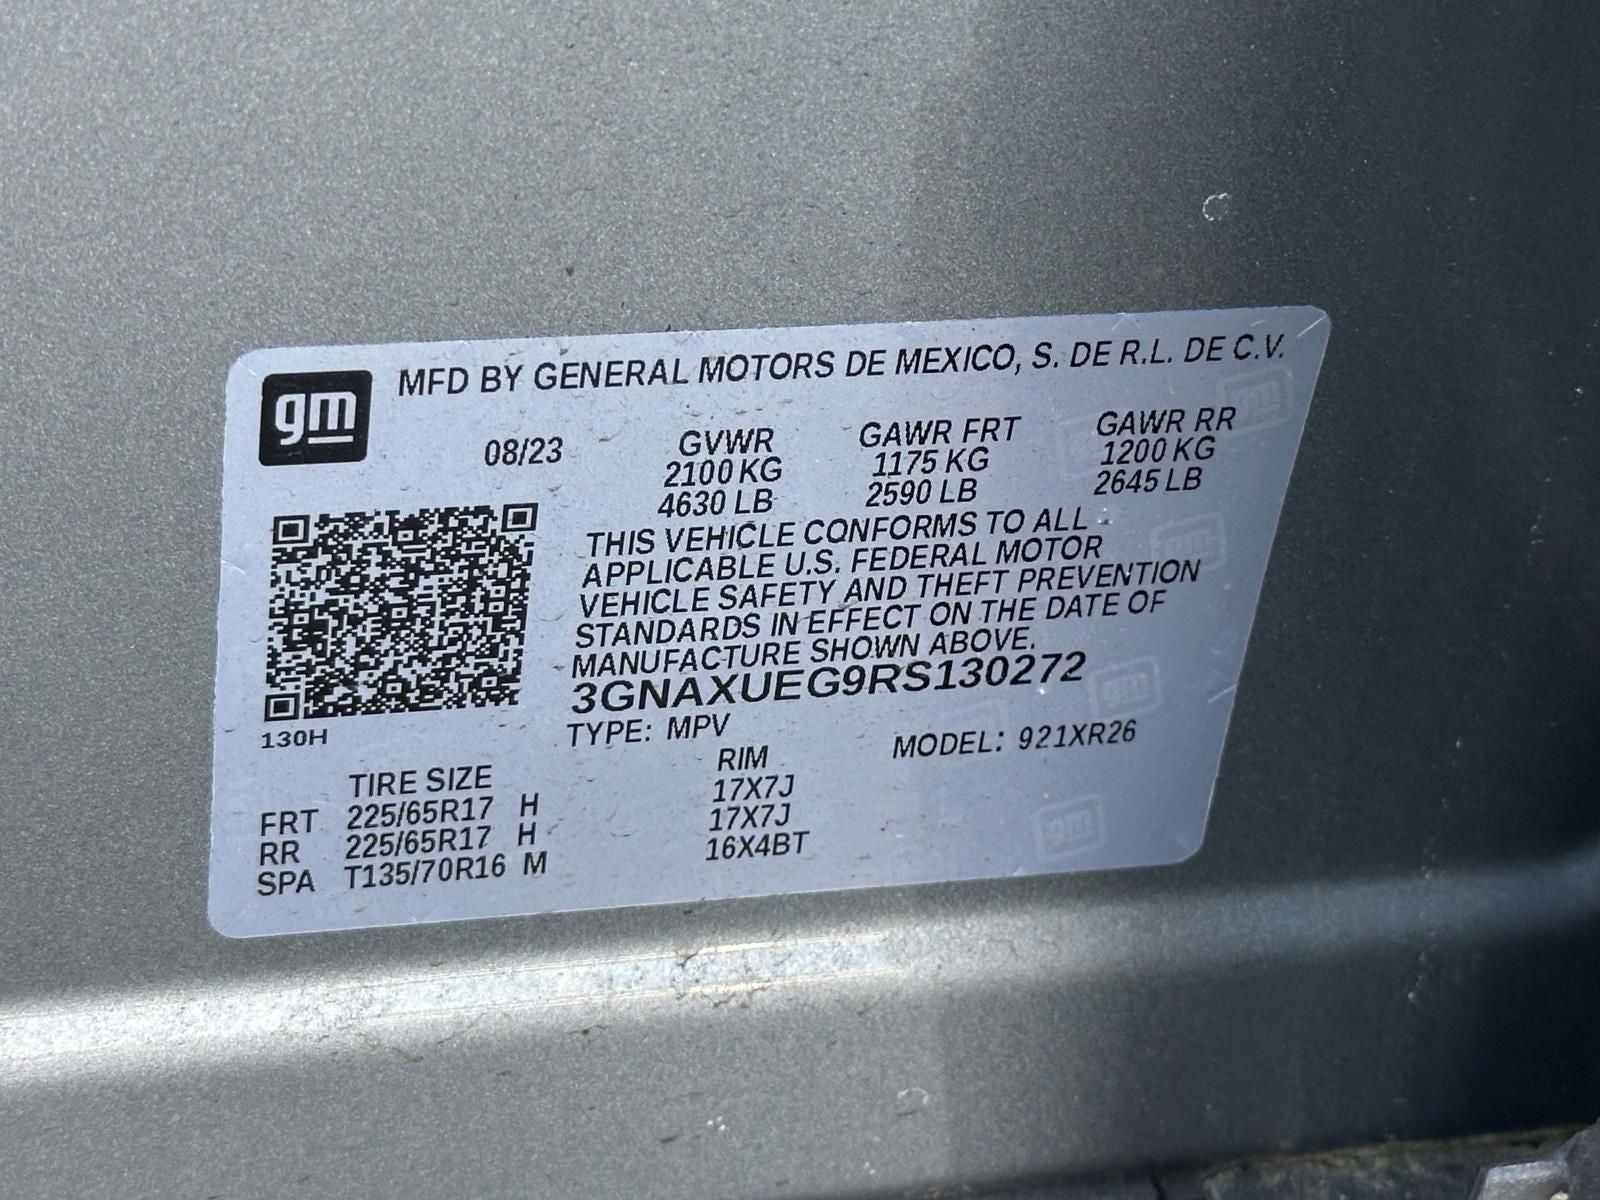 gm
MFD BY GENERAL MOTORS DE MEXICO, S. DE R.L. DE C.V.
08/23 GVWR GAWR FRT GAWR RR
2100 KG 1175 KG 1200 KG
4630 LB 2590 LB 2645 LB
THIS VEHICLE CONFORMS TO ALL
APPLICABLE U.S. FEDERAL MOTOR
VEHICLE SAFETY AND THEFT PREVENTION
STANDARDS IN EFFECT ON THE DATE OF
MANUFACTURE SHOWN ABOVE.
3GNAXUEG9RS130272
130H
TYPE: MPV MODEL: 921XR26
TIRE SIZE RIM
FRT 225/65R17 H 17X7J
RR 225/65R17 H 17X7J
SPA T135/70R16 M 16X4BT